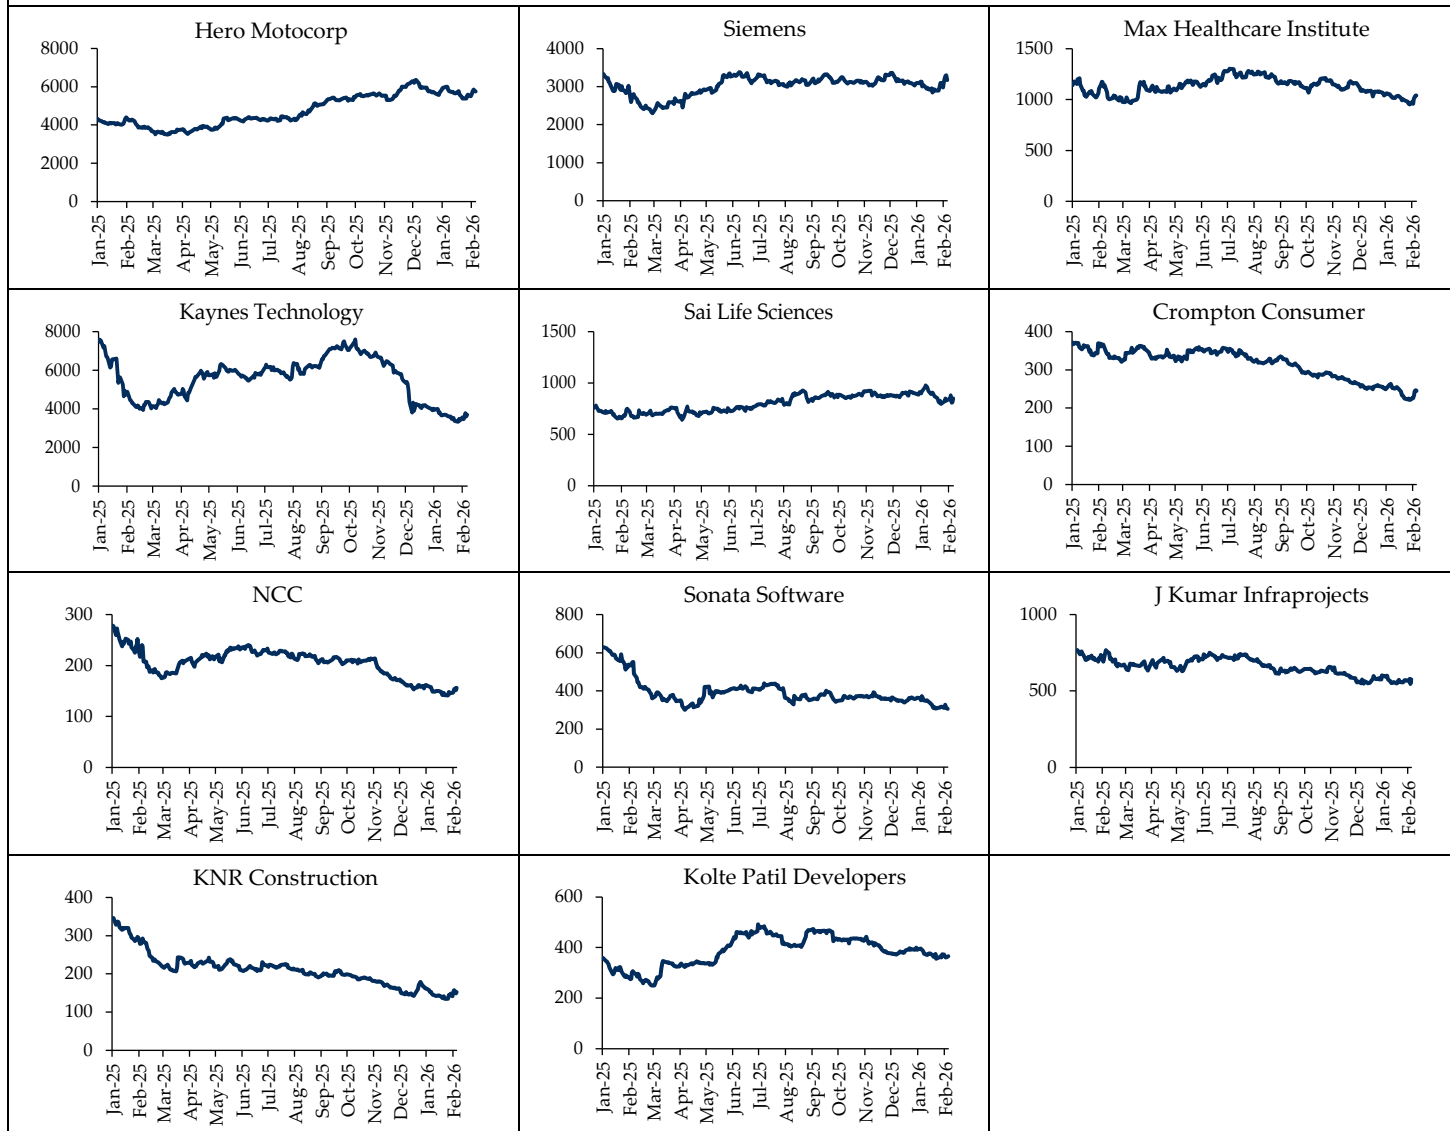 Hero Motocorp
8000
6000
4000
2000
0
Jan-25 Feb-25 Mar-25 Apr-25 May-25 Jun-25 Jul-25 Aug-25 Sep-25 Oct-25 Nov-25 Dec-25 Jan-26 Feb-26
Siemens
4000
3000
2000
1000
0
Jan-25 Feb-25 Mar-25 Apr-25 May-25 Jun-25 Jul-25 Aug-25 Sep-25 Oct-25 Nov-25 Dec-25 Jan-26 Feb-26
Max Healthcare Institute
1500
1000
500
0
Jan-25 Feb-25 Mar-25 Apr-25 May-25 Jun-25 Jul-25 Aug-25 Sep-25 Oct-25 Nov-25 Dec-25 Jan-26 Feb-26
Kaynes Technology
8000
6000
4000
2000
0
Jan-25 Feb-25 Mar-25 Apr-25 May-25 Jun-25 Jul-25 Aug-25 Sep-25 Oct-25 Nov-25 Dec-25 Jan-26 Feb-26
Sai Life Sciences
1500
1000
500
0
Jan-25 Feb-25 Mar-25 Apr-25 May-25 Jun-25 Jul-25 Aug-25 Sep-25 Oct-25 Nov-25 Dec-25 Jan-26 Feb-26
Crompton Consumer
400
300
200
100
0
Jan-25 Feb-25 Mar-25 Apr-25 May-25 Jun-25 Jul-25 Aug-25 Sep-25 Oct-25 Nov-25 Dec-25 Jan-26 Feb-26
NCC
300
200
100
0
Jan-25 Feb-25 Mar-25 Apr-25 May-25 Jun-25 Jul-25 Aug-25 Sep-25 Oct-25 Nov-25 Dec-25 Jan-26 Feb-26
Sonata Software
800
600
400
200
0
Jan-25 Feb-25 Mar-25 Apr-25 May-25 Jun-25 Jul-25 Aug-25 Sep-25 Oct-25 Nov-25 Dec-25 Jan-26 Feb-26
J Kumar Infraprojects
1000
500
0
Jan-25 Feb-25 Mar-25 Apr-25 May-25 Jun-25 Jul-25 Aug-25 Sep-25 Oct-25 Nov-25 Dec-25 Jan-26 Feb-26
KNR Construction
400
300
200
100
0
Jan-25 Feb-25 Mar-25 Apr-25 May-25 Jun-25 Jul-25 Aug-25 Sep-25 Oct-25 Nov-25 Dec-25 Jan-26 Feb-26
Kolte Patil Developers
600
400
200
0
Jan-25 Feb-25 Mar-25 Apr-25 May-25 Jun-25 Jul-25 Aug-25 Sep-25 Oct-25 Nov-25 Dec-25 Jan-26 Feb-26